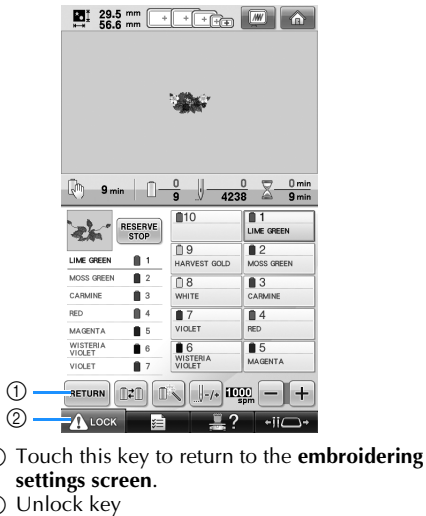 29.5 mm
56.6 mm
9 min 0 0 0 min
9 4238 9 min
RESERVE STOP
LIME GREEN 1
MOSS GREEN 2
CARMINE 3
RED 4
MAGENTA 5
WISTERIA VIOLET 6
VIOLET 7
10
1 LIME GREEN
9 HARVEST GOLD
2 MOSS GREEN
8 WHITE
3 CARMINE
7 VIOLET
4 RED
6 WISTERIA VIOLET
5 MAGENTA
① RETURN -/+ 1000 spm − +
② LOCK ?
Touch this key to return to the embroidering
settings screen.
Unlock key